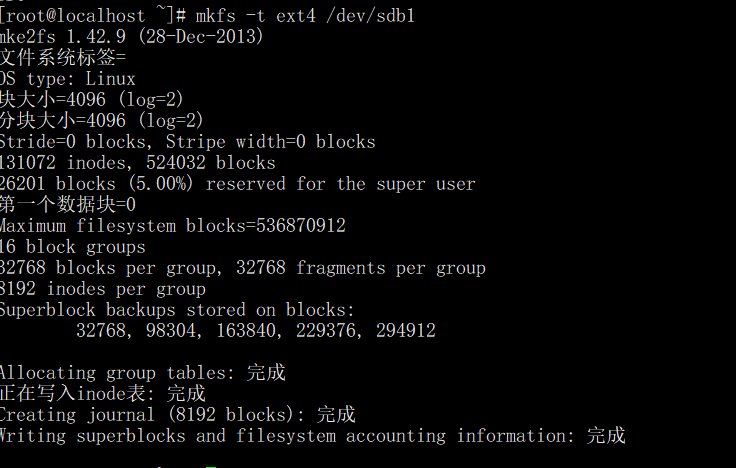 [root@localhost ~]# mkfs -t ext4 /dev/sdb1
mke2fs 1.42.9 (28-Dec-2013)
文件系统标签=
OS type: Linux
块大小=4096 (log=2)
分块大小=4096 (log=2)
Stride=0 blocks, Stripe width=0 blocks
131072 inodes, 524032 blocks
26201 blocks (5.00%) reserved for the super user
第一个数据块=0
Maximum filesystem blocks=536870912
16 block groups
32768 blocks per group, 32768 fragments per group
8192 inodes per group
Superblock backups stored on blocks:
32768, 98304, 163840, 229376, 294912
Allocating group tables: 完成
正在写入inode表: 完成
Creating journal (8192 blocks): 完成
Writing superblocks and filesystem accounting information: 完成